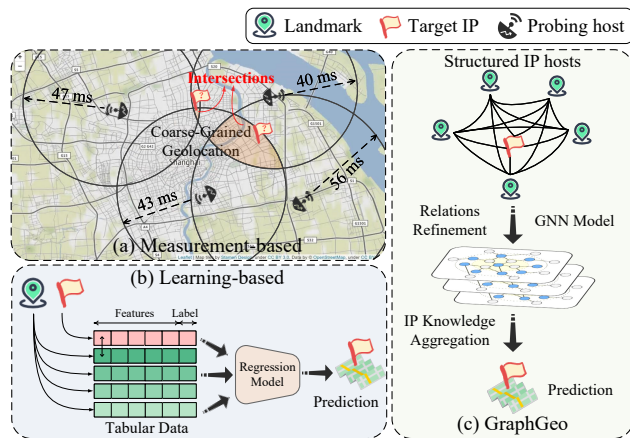 Landmark
Target IP
Probing host
Intersections
47 ms
40 ms
Coarse-Grained
Geolocation
Shanghai
43 ms
56 ms
(a) Measurement-based
(b) Learning-based
Features
Label
Regression
Model
Prediction
Tabular Data
Structured IP hosts
Relations
Refinement
GNN Model
IP Knowledge
Aggregation
Prediction
(c) GraphGeo